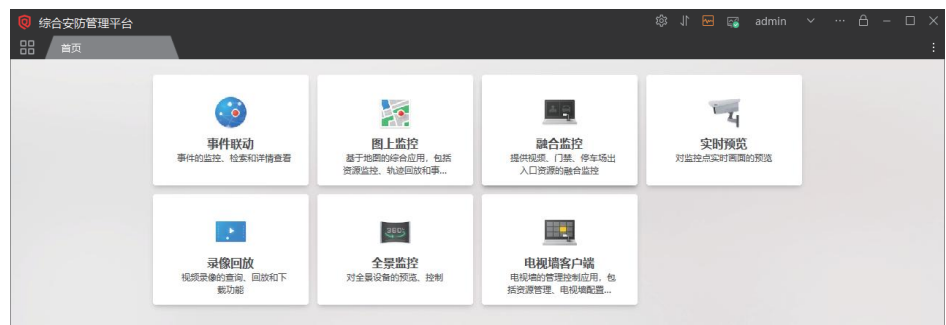 综合安防管理平台
admin
首页
事件联动
事件的监控、检索和详情查看
图上监控
基于地图的综合应用，包括
资源监控、轨迹回放和事...
融合监控
提供视频、门禁、停车场出
入口资源的融合监控
实时预览
对监控点实时画面的预览
录像回放
视频录像的查询、回放和下
载功能
360°
全景监控
对全景设备的预览、控制
电视墙客户端
电视墙的管理控制应用，包
括资源管理、电视墙配置...